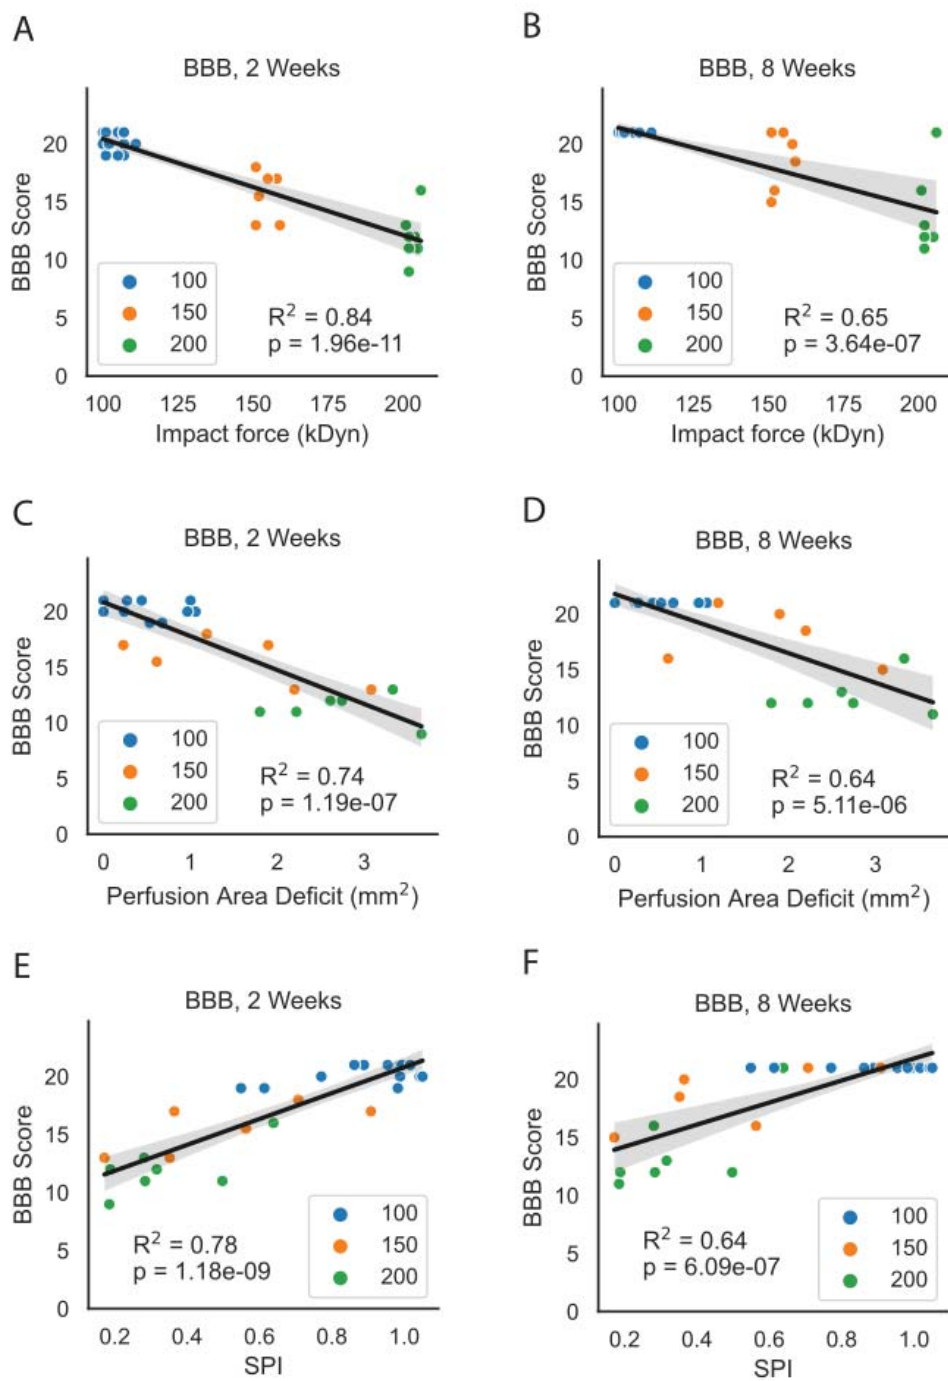 A
BBB, 2 Weeks
BBB Score
20
15
10
5
0
100
150
200
R² = 0.84
p = 1.96e-11
100 125 150 175 200
Impact force (kDyn)
B
BBB, 8 Weeks
BBB Score
20
15
10
5
0
100
150
200
R² = 0.65
p = 3.64e-07
100 125 150 175 200
Impact force (kDyn)
C
BBB, 2 Weeks
BBB Score
20
15
10
5
0
100
150
200
R² = 0.74
p = 1.19e-07
0 1 2 3
Perfusion Area Deficit (mm²)
D
BBB, 8 Weeks
BBB Score
20
15
10
5
0
100
150
200
R² = 0.64
p = 5.11e-06
0 1 2 3
Perfusion Area Deficit (mm²)
E
BBB, 2 Weeks
BBB Score
20
15
10
5
0
R² = 0.78
p = 1.18e-09
100
150
200
0.2 0.4 0.6 0.8 1.0
SPI
F
BBB, 8 Weeks
BBB Score
20
15
10
5
0
R² = 0.64
p = 6.09e-07
100
150
200
0.2 0.4 0.6 0.8 1.0
SPI